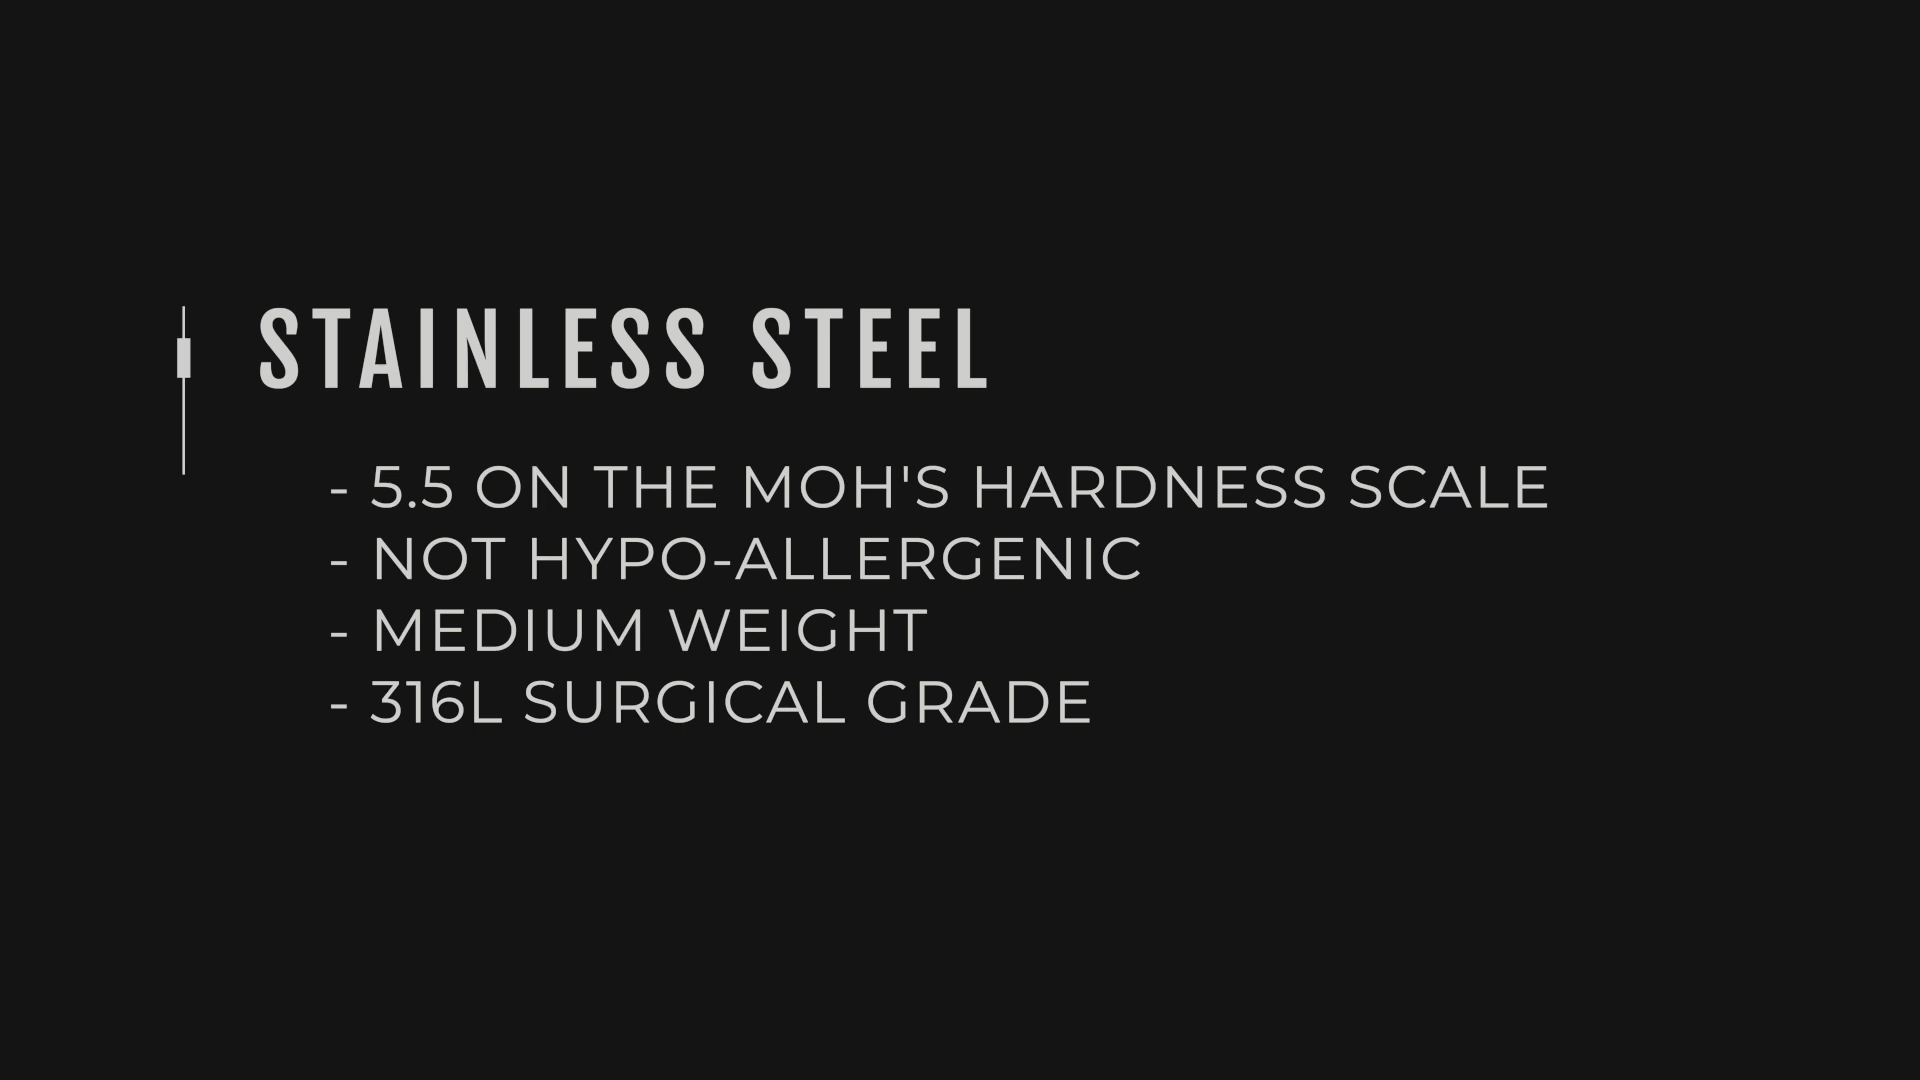 STAINLESS STEEL
- 5.5 ON THE MOH'S HARDNESS SCALE
- NOT HYPO-ALLERGENIC
- MEDIUM WEIGHT
- 316L SURGICAL GRADE